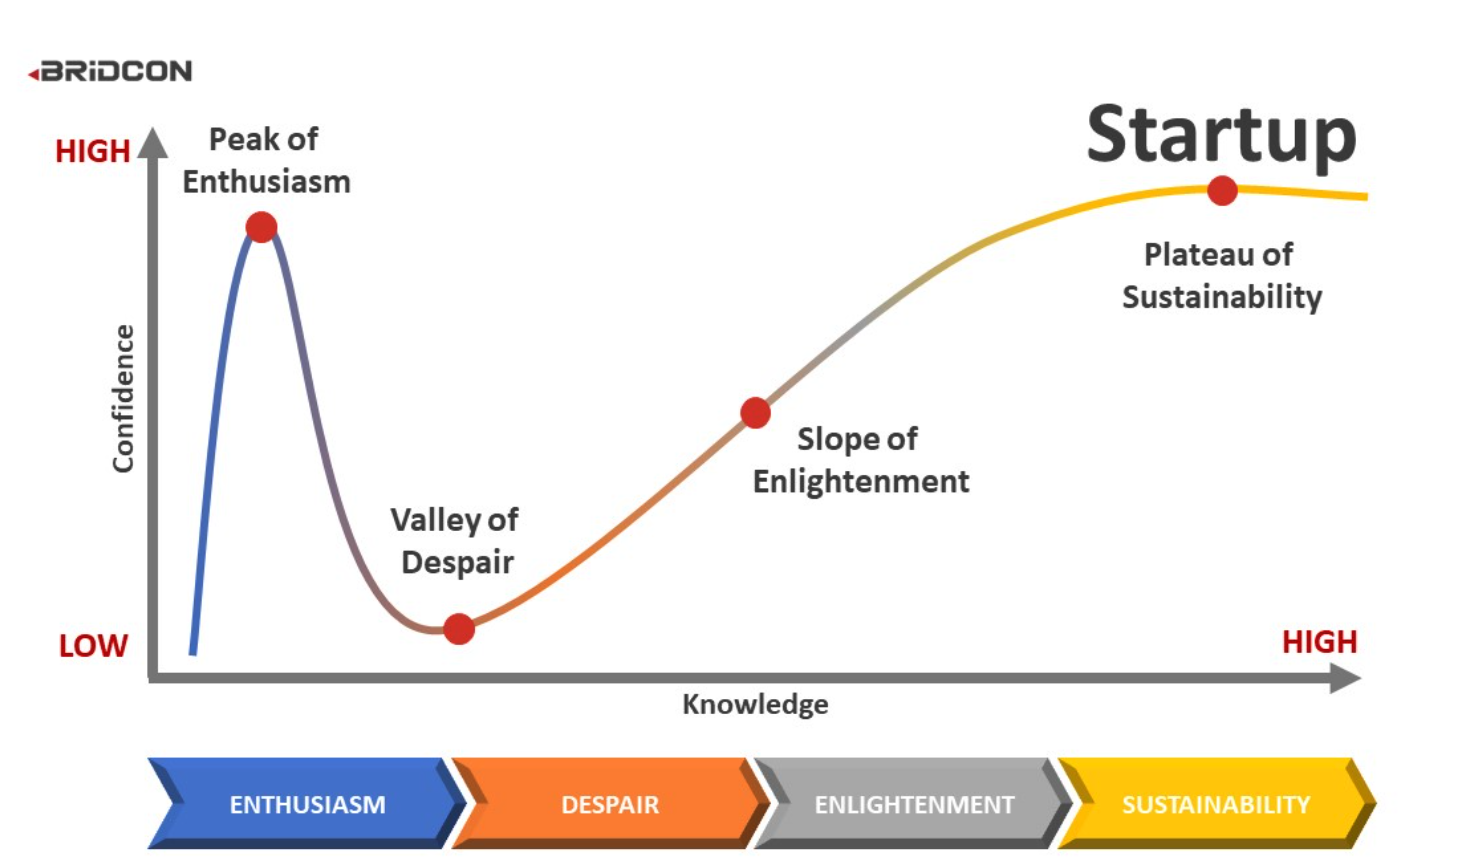 BRiDCON
Startup
HIGH
Peak of
Enthusiasm
Plateau of
Sustainability
Confidence
Slope of
Enlightenment
Valley of
Despair
LOW
HIGH
Knowledge
ENTHUSIASM
DESPAIR
ENLIGHTENMENT
SUSTAINABILITY